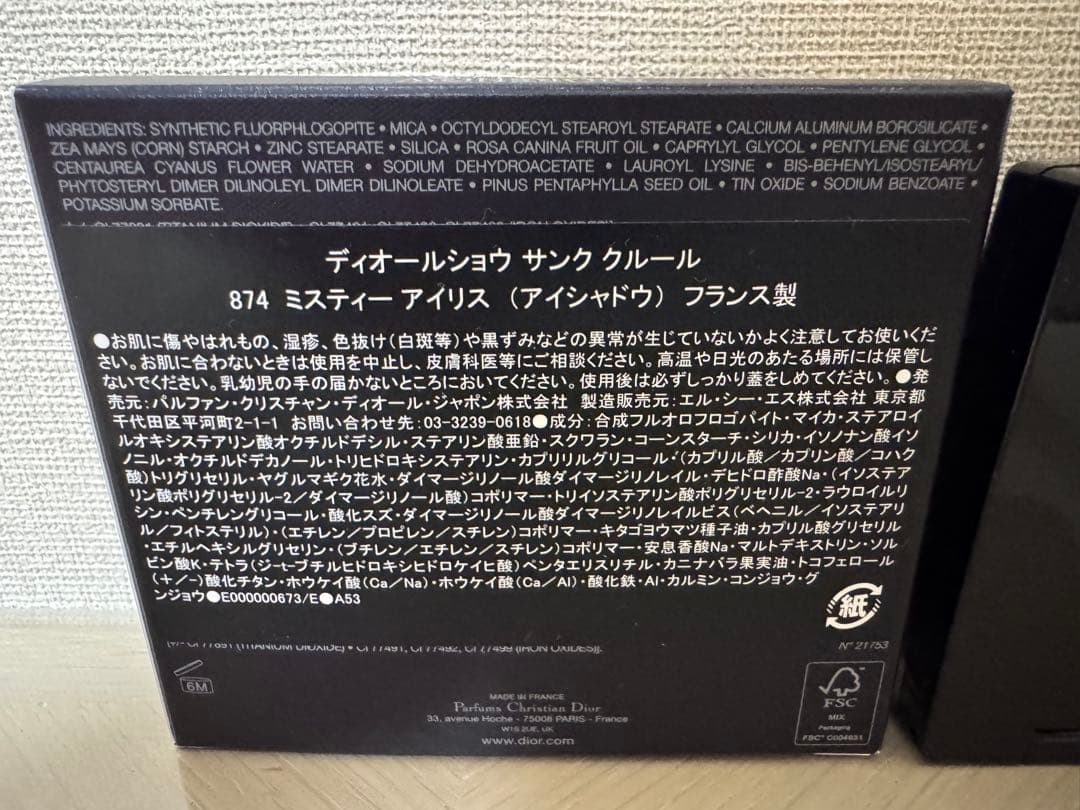 INGREDIENTS: SYNTHETIC FLUORPHLOGOPITE • MICA • OCTYLDODECYL STEAROYL STEARATE • CALCIUM ALUMINUM BOROSILICATE •
ZEA MAYS (CORN) STARCH • ZINC STEARATE • SILICA • ROSA CANINA FRUIT OIL • CAPRYLYL GLYCOL • PENTYLENE GLYCOL •
CENTAUREA CYANUS FLOWER WATER • SODIUM DEHYDROACETATE • LAUROYL LYSINE • BIS-BEHENYL/ISOSTEARYL/
PHYTOSTERYL DIMER DILINOLEYL DIMER DILINOLEATE • PINUS PENTAPHYLLA SEED OIL • TIN OXIDE • SODIUM BENZOATE •
POTASSIUM SORBATE.
ディオールショウ サンク クルール
874 ミスティー アイリス (アイシャドウ) フランス製
●お肌に傷やはれもの、湿疹、色抜け(白斑等)や黒ずみなどの異常が生じていないかよく注意してお使いくだ
さい。お肌に合わないときは使用を中止し、皮膚科医等にご相談ください。高温や日光のあたる場所には保管し
ないでください。乳幼児の手の届かないところにおいてください。使用後は必ずしっかり蓋をしめてください。●発
売元:パルファン・クリスチャン・ディオール・ジャポン株式会社 製造販売元:エル・シー・エス株式会社 東京都
千代田区平河町2-1-1 お問い合わせ先:03-3239-0618●成分:合成フルオロフロゴパイト・マイカ・ステアロイ
ルオキシステアリン酸オクチルドデシル・ステアリン酸亜鉛・スクワラン・コーンスターチ・シリカ・イソノナン酸イソ
ノニル・オクチルドデカノール・トリヒドロキシステアリン・カプリリルグリコール・(カプリル酸/カプリン酸/コハク
酸)トリグリセリル・ヤグルマギク花水・ダイマージリノール酸ダイマージリノレイル・デヒドロ酢酸Na・(イソステア
リン酸ポリグリセリル-2/ダイマージリノール酸)コポリマー・トリイソステアリン酸ポリグリセリル-2・ラウロイルリ
シン・ペンチレングリコール・酸化スズ・ダイマージリノール酸ダイマージリノレイルビス(ベヘニル/イソステアリ
ル/フィトステリル)・(エチレン/プロピレン/スチレン)コポリマー・キタゴヨウマツ種子油・カプリル酸グリセリル
・エチルヘキシルグリセリン・(ブチレン/エチレン/スチレン)コポリマー・安息香酸Na・マルトデキストリン・ソル
ビン酸K・テトラ(ジ-t-ブチルヒドロキシヒドロケイヒ酸)ペンタエリスリチル・カニナバラ果実油・トコフェロール
(+/-)酸化チタン・ホウケイ酸(Ca/Na)・ホウケイ酸(Ca/Al)・酸化鉄・Al・カルミン・コンジョウ・グ
ンジョウ●E000000673/E●A53
紙
[+/- CI 77891 (TITANIUM DIOXIDE) • CI 77491, CI 77492, CI 77499 (IRON OXIDES)].
N° 21753
6M
MADE IN FRANCE
Parfums Christian Dior
33, avenue Hoche - 75008 PARIS - France
W1S 2UE, UK
www.dior.com
FSC
MIX
Packaging
FSC® C004631